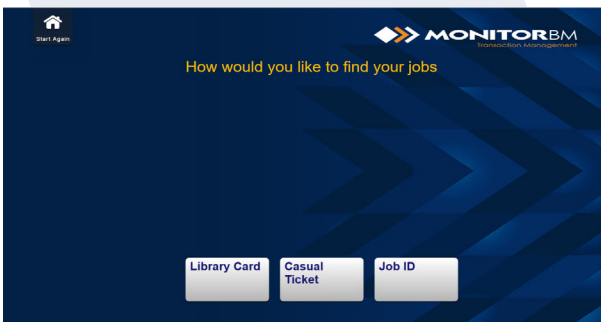 Start Again
MONITORBM
Transaction Management
How would you like to find your jobs
Library Card
Casual
Ticket
Job ID